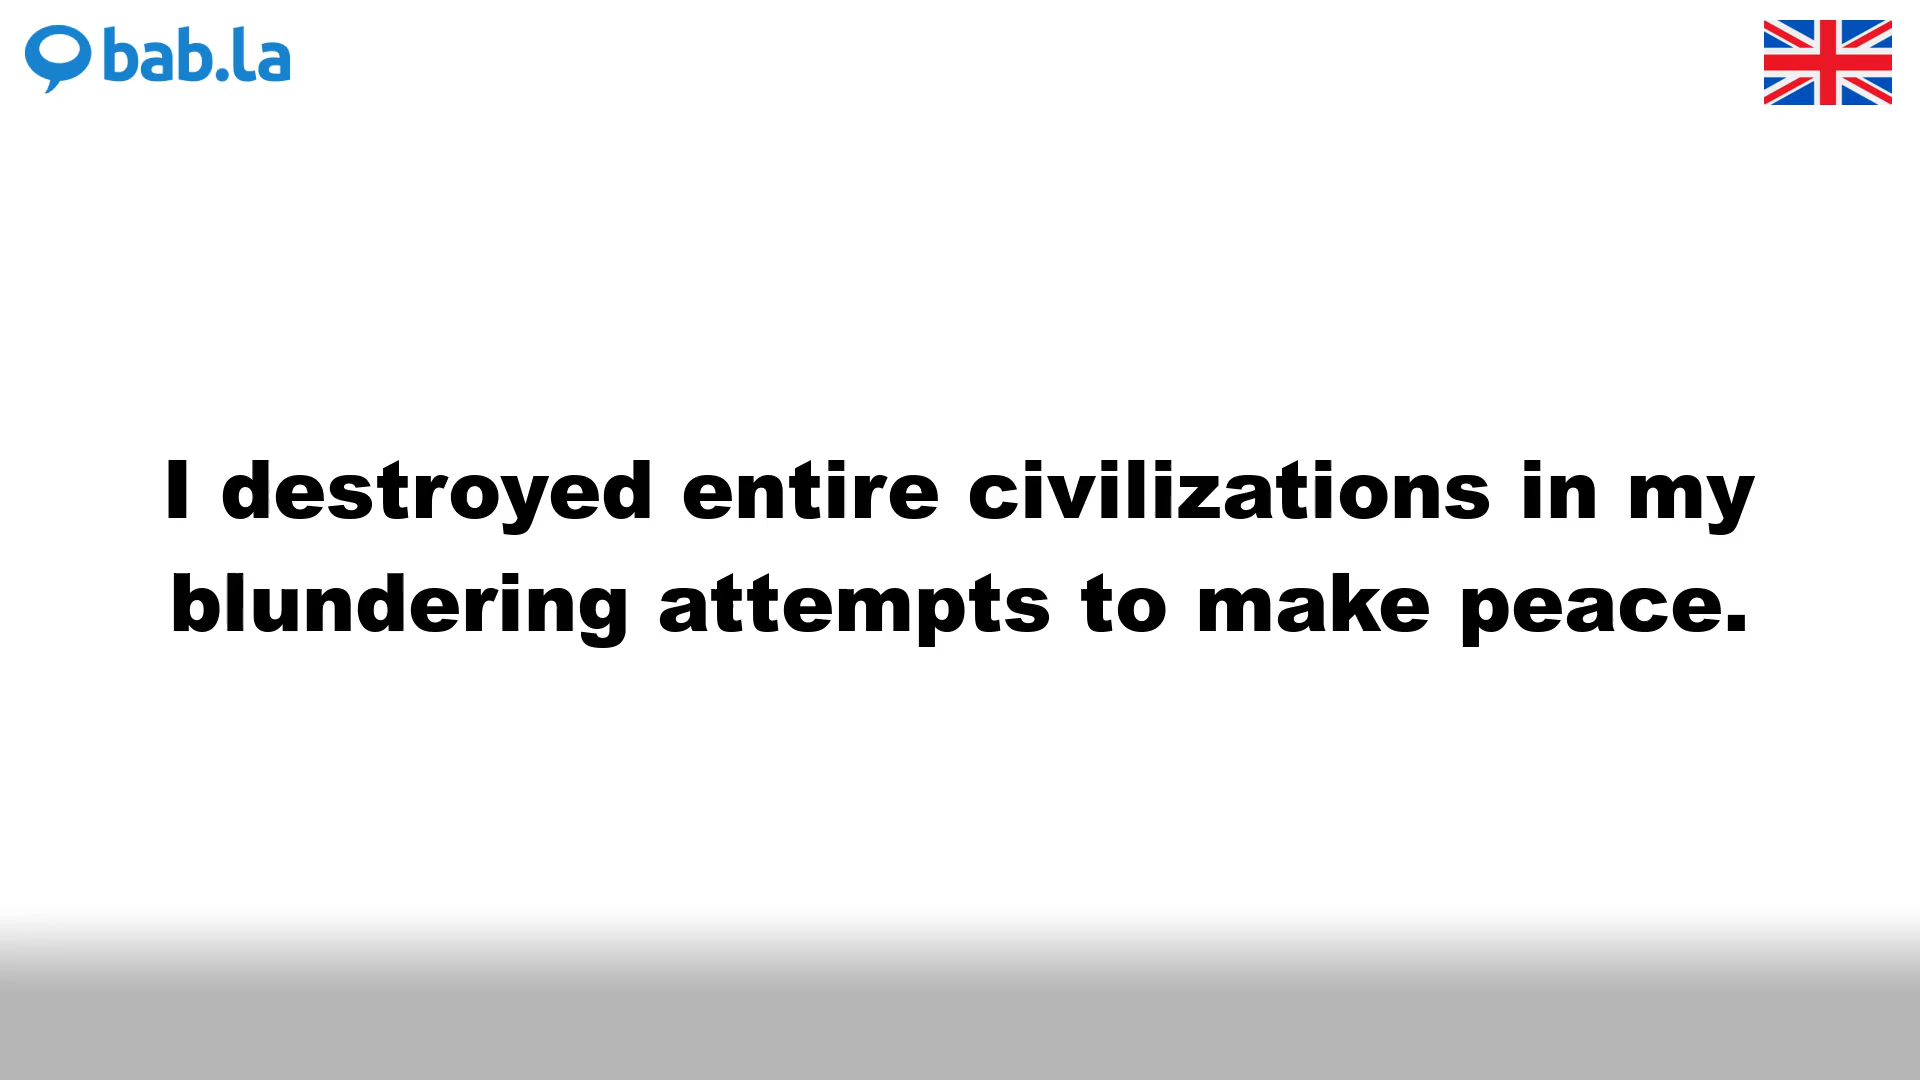 bab.la
I destroyed entire civilizations in my
blundering attempts to make peace.